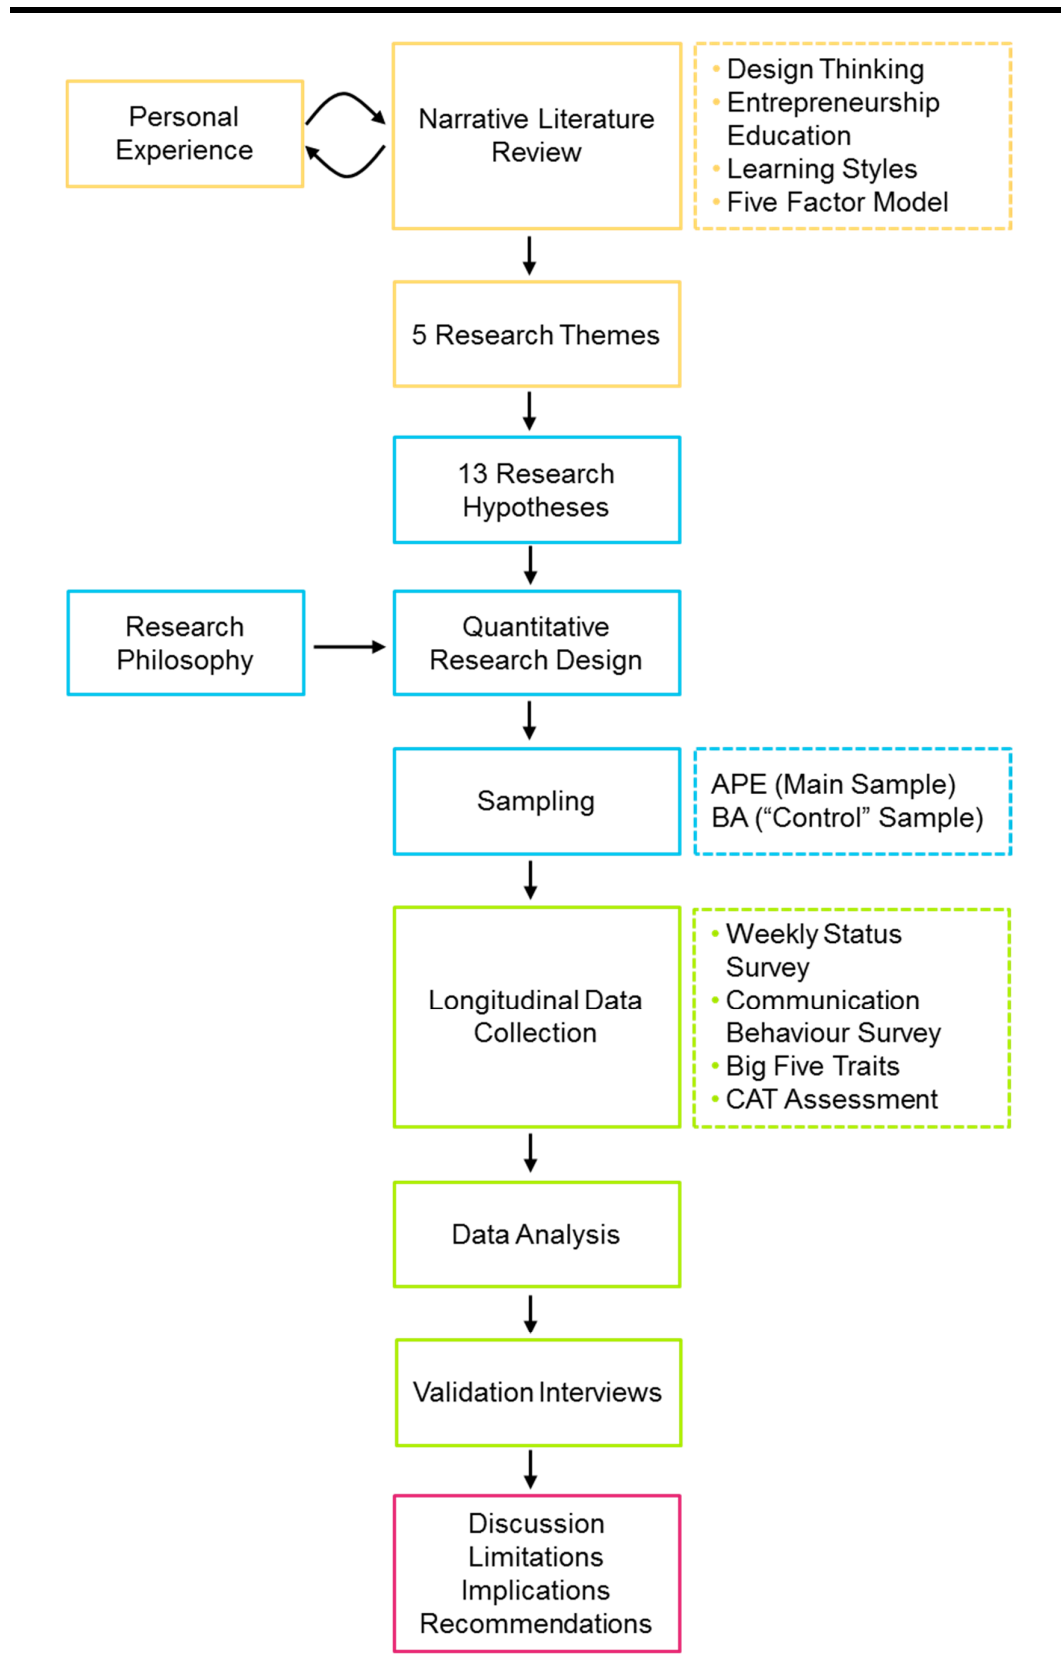 Personal
Experience
Narrative Literature
Review
• Design Thinking
• Entrepreneurship
Education
• Learning Styles
• Five Factor Model
5 Research Themes
13 Research
Hypotheses
Research
Philosophy
Quantitative
Research Design
Sampling
APE (Main Sample)
BA (“Control” Sample)
Longitudinal Data
Collection
• Weekly Status
Survey
• Communication
Behaviour Survey
• Big Five Traits
• CAT Assessment
Data Analysis
Validation Interviews
Discussion
Limitations
Implications
Recommendations